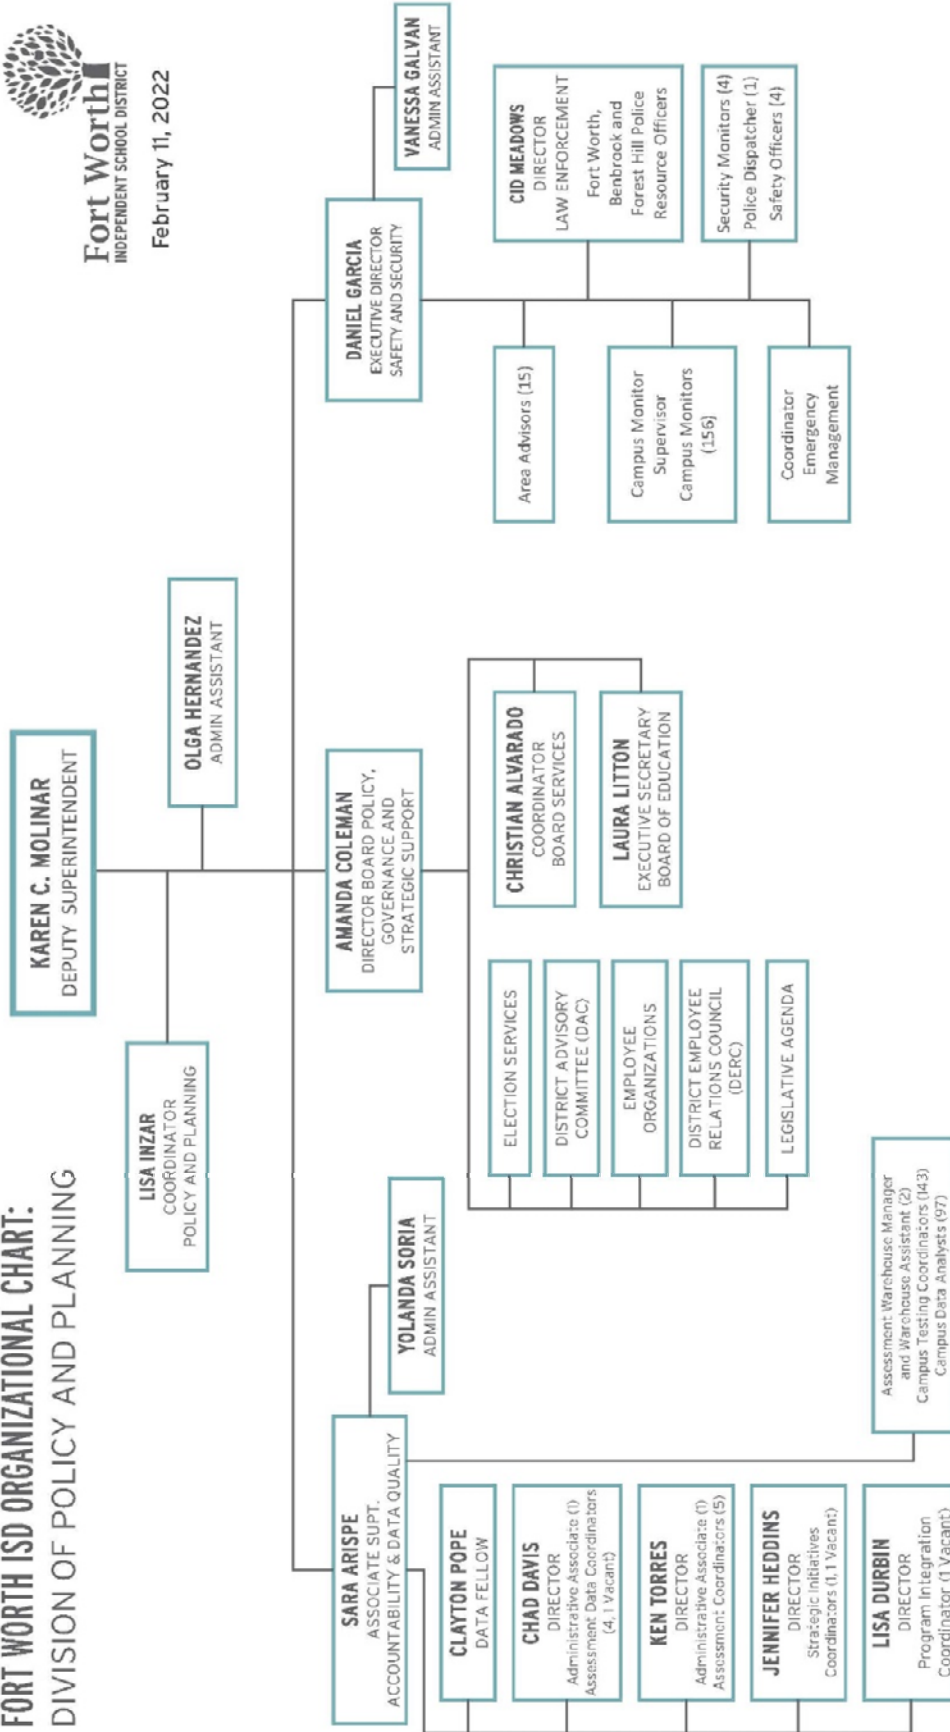 FORT WORTH ISD ORGANIZATIONAL CHART:
DIVISION OF POLICY AND PLANNING
Fort Worth
INDEPENDENT SCHOOL DISTRICT
February 11, 2022
KAREN C. MOLINAR
DEPUTY SUPERINTENDENT
LISA INZAR
COORDINATOR
POLICY AND PLANNING
OLGA HERNANDEZ
ADMIN ASSISTANT
SARA ARISPE
ASSOCIATE SUPT.
ACCOUNTABILITY & DATA QUALITY
YOLANDA SORIA
ADMIN ASSISTANT
CLAYTON POPE
DATA FELLOW
CHAD DAVIS
DIRECTOR
Administrative Associate (1)
Assessment Data Coordinators
(4, 1 Vacant)
KEN TORRES
DIRECTOR
Administrative Associate (1)
Assessment Coordinators (5)
JENNIFER HEDDINS
DIRECTOR
Strategic Initiatives
Coordinators (1, 1 Vacant)
LISA DURBIN
DIRECTOR
Program Integration
Coordinator (1 Vacant)
Assessment Warehouse Manager
and Warehouse Assistant (2)
Campus Testing Coordinators (143)
Campus Data Analysts (97)
AMANDA COLEMAN
DIRECTOR BOARD POLICY,
GOVERNANCE AND
STRATEGIC SUPPORT
ELECTION SERVICES
DISTRICT ADVISORY
COMMITTEE (DAC)
EMPLOYEE
ORGANIZATIONS
DISTRICT EMPLOYEE
RELATIONS COUNCIL
(DERC)
LEGISLATIVE AGENDA
CHRISTIAN ALVARADO
COORDINATOR
BOARD SERVICES
LAURA LITTON
EXECUTIVE SECRETARY
BOARD OF EDUCATION
DANIEL GARCIA
EXECUTIVE DIRECTOR
SAFETY AND SECURITY
VANESSA GALVAN
ADMIN ASSISTANT
Area Advisors (15)
Campus Monitor
Supervisor
Campus Monitors
(156)
Coordinator
Emergency
Management
CID MEADOWS
DIRECTOR
LAW ENFORCEMENT
Fort Worth,
Benbrook and
Forest Hill Police
Resource Officers
Security Monitors (4)
Police Dispatcher (1)
Safety Officers (4)